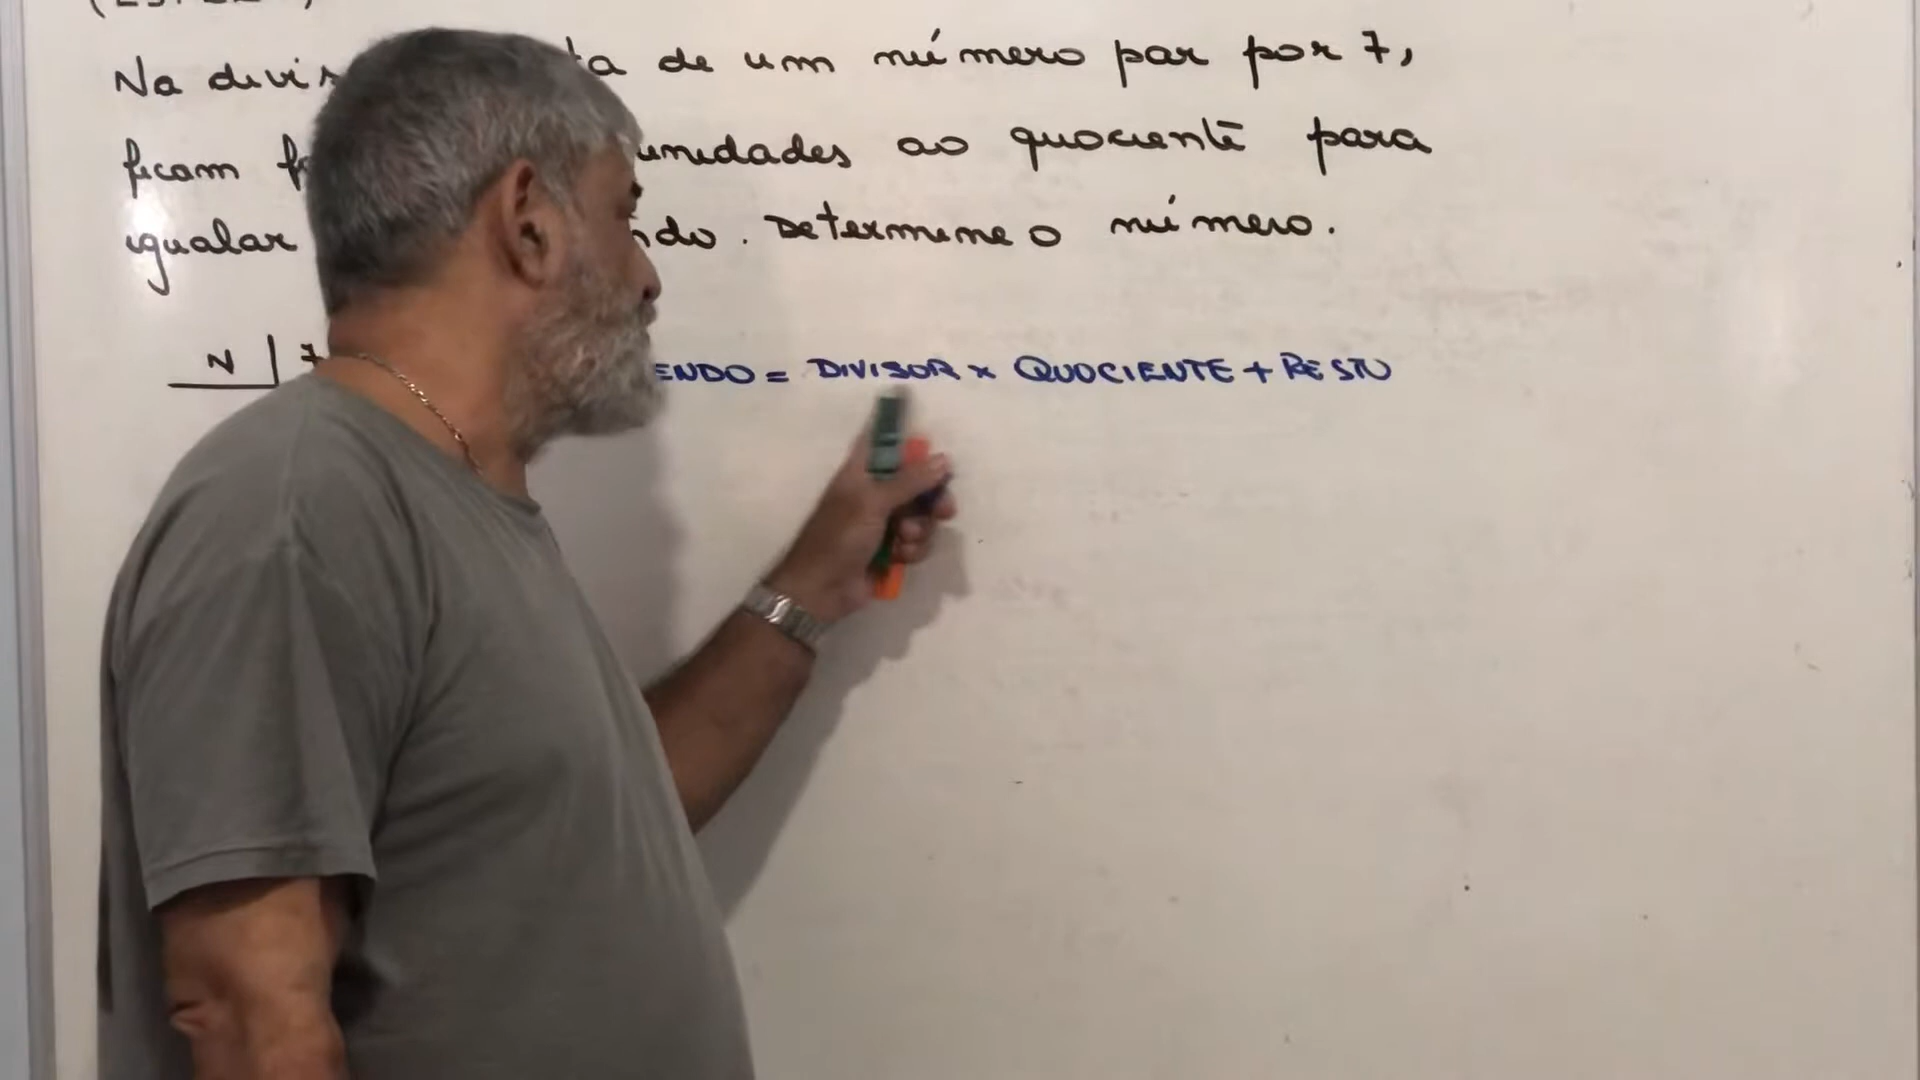 Na divis ta de um número par por 7,
ficam f unidades ao quociente para
igualar ndo. Determine o número.
N 7 ENDO = DIVISOR x QUOCIENTE + RESTO